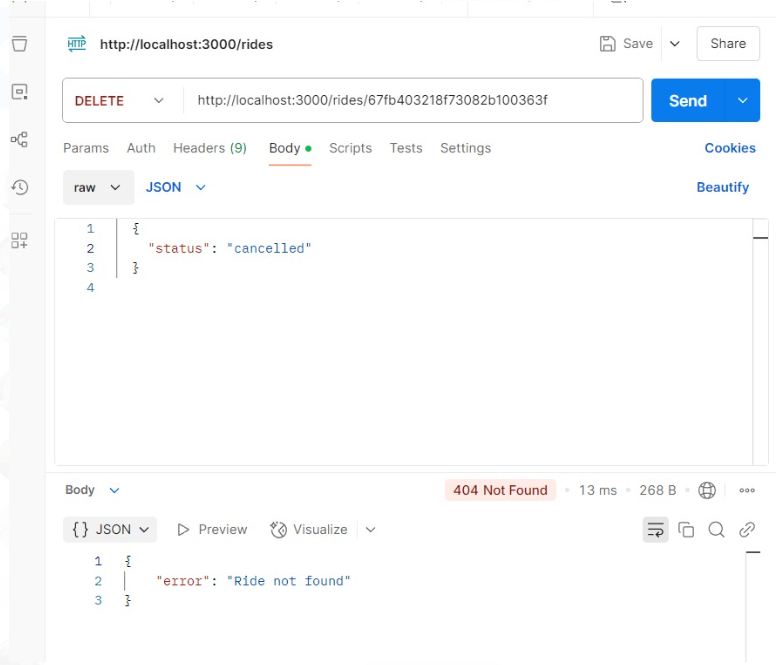 HTTP http://localhost:3000/rides Save Share
DELETE http://localhost:3000/rides/67fb403218f73082b100363f Send
Params Auth Headers (9) Body Scripts Tests Settings Cookies
raw JSON Beautify
1 {
2 "status": "cancelled"
3 }
4
Body 404 Not Found 13 ms 268 B
{} JSON Preview Visualize
1 {
2 "error": "Ride not found"
3 }